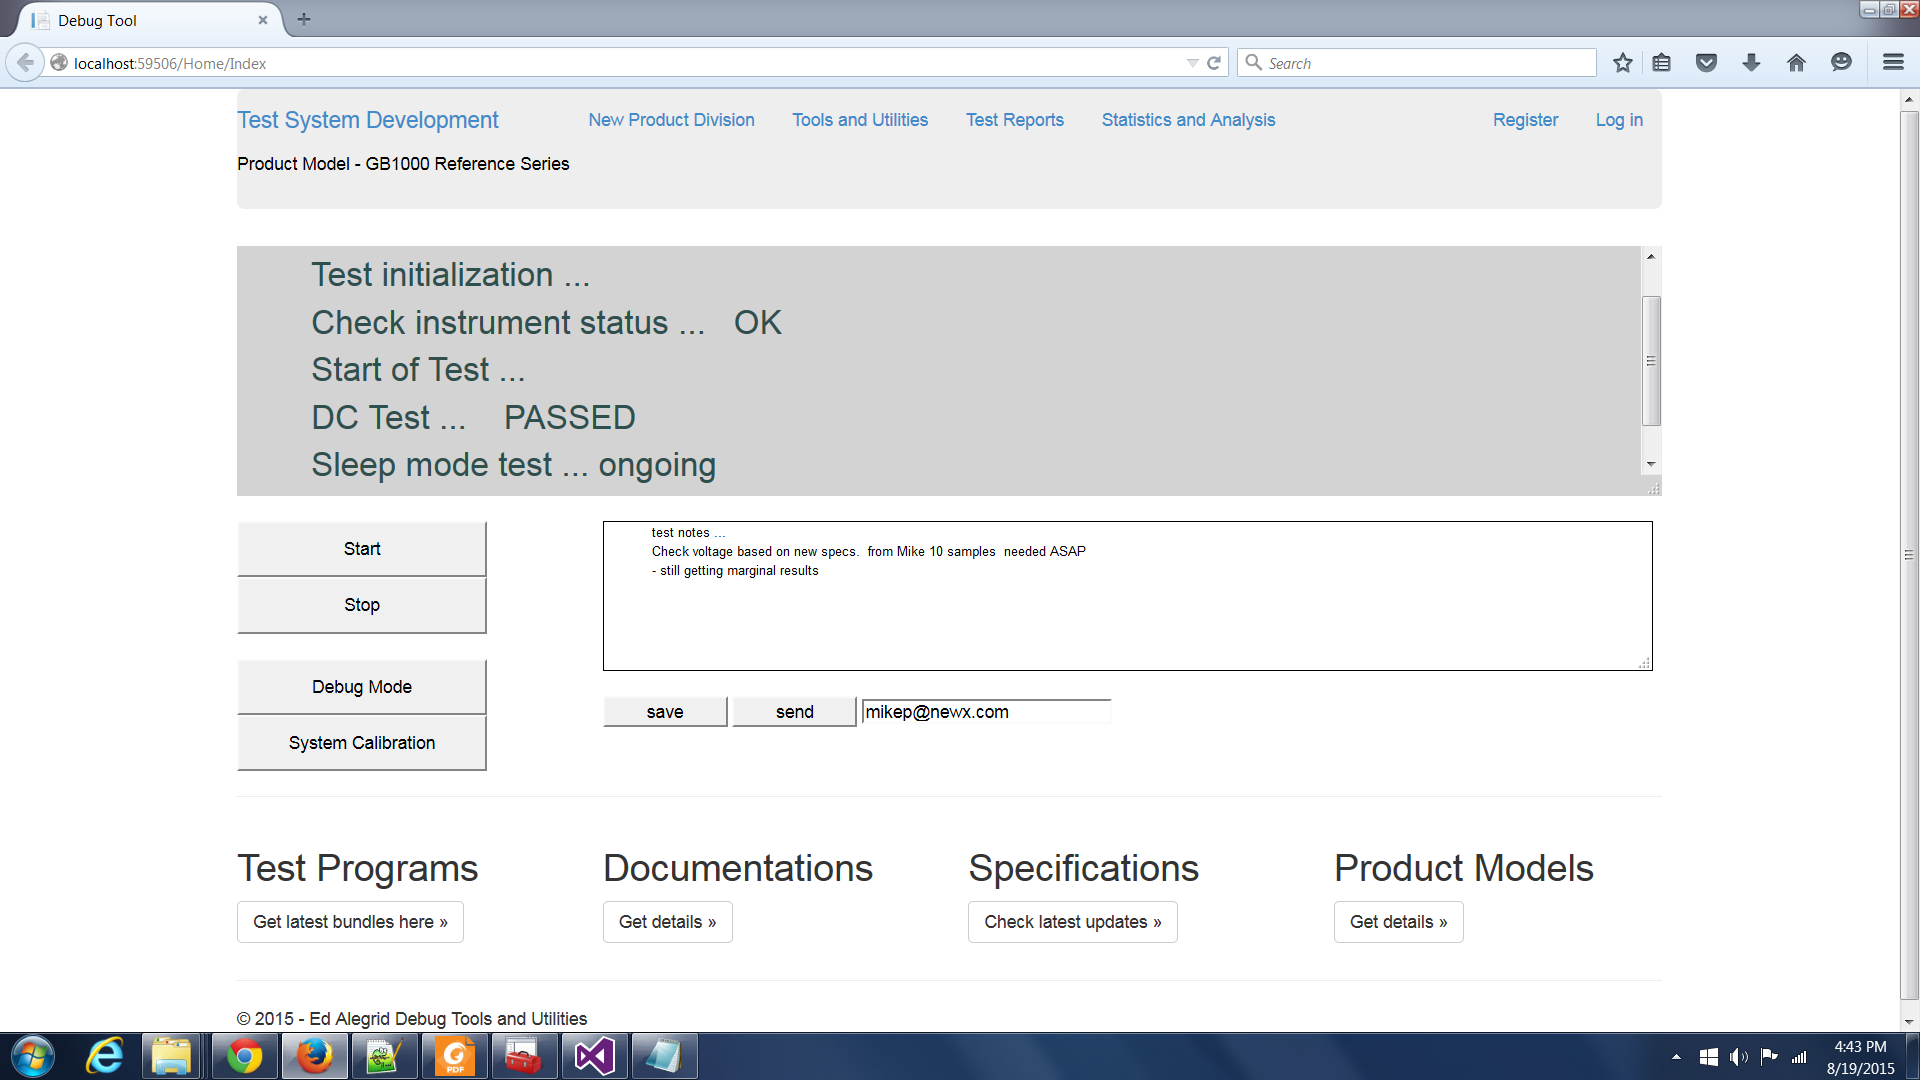 Debug Tool
localhost:59506/Home/Index
Search
Test System Development New Product Division Tools and Utilities Test Reports Statistics and Analysis Register Log in
Product Model - GB1000 Reference Series
Test initialization ...
Check instrument status ... OK
Start of Test ...
DC Test ... PASSED
Sleep mode test ... ongoing
Start
Stop
Debug Mode
System Calibration
test notes ...
Check voltage based on new specs. from Mike 10 samples needed ASAP
- still getting marginal results
save send mikep@newx.com
Test Programs Documentations Specifications Product Models
Get latest bundles here » Get details » Check latest updates » Get details »
© 2015 - Ed Alegrid Debug Tools and Utilities
PDF
4:43 PM
8/19/2015